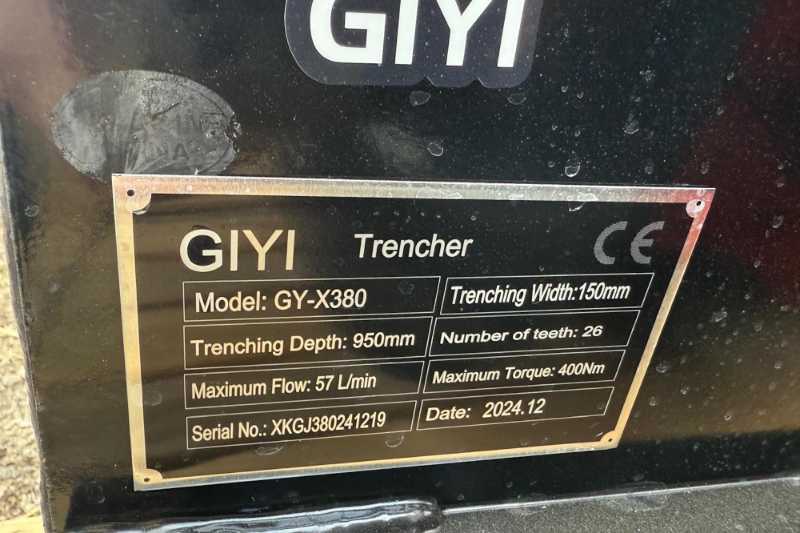 GIYI
GIYI Trencher CE
Model: GY-X380
Trenching Width:150mm
Trenching Depth: 950mm
Number of teeth: 26
Maximum Flow: 57 L/min
Maximum Torque: 400Nm
Serial No.: XKGJ380241219
Date: 2024.12